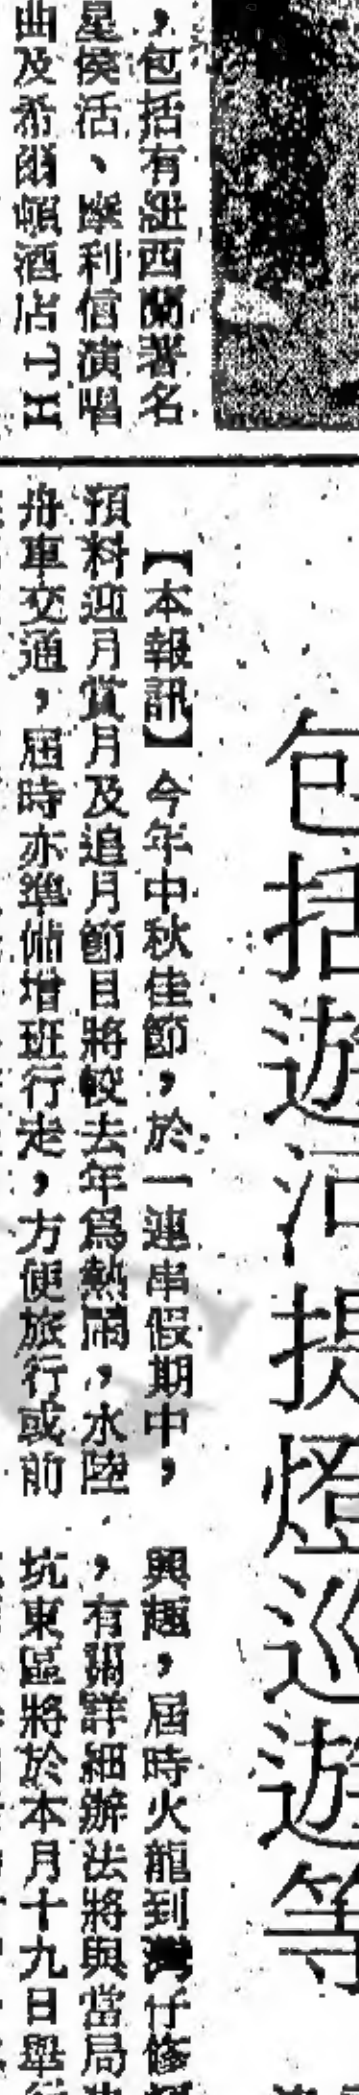 ，包括有紐西蘭著名
星侯活、摩利信演唱
曲及希爾頓酒店
包括遊河提燈巡遊等
【本報訊】今年中秋佳節，於一連串假期中，
預料迎月賞月及追月節目將較去年爲熱鬧，水陸
舟車交通，屆時亦準備增班行走，方便旅行或前
興趣，屆時火龍到灣仔修
，有關詳細辦法將與當局
坑東區將於本月十九日舉行